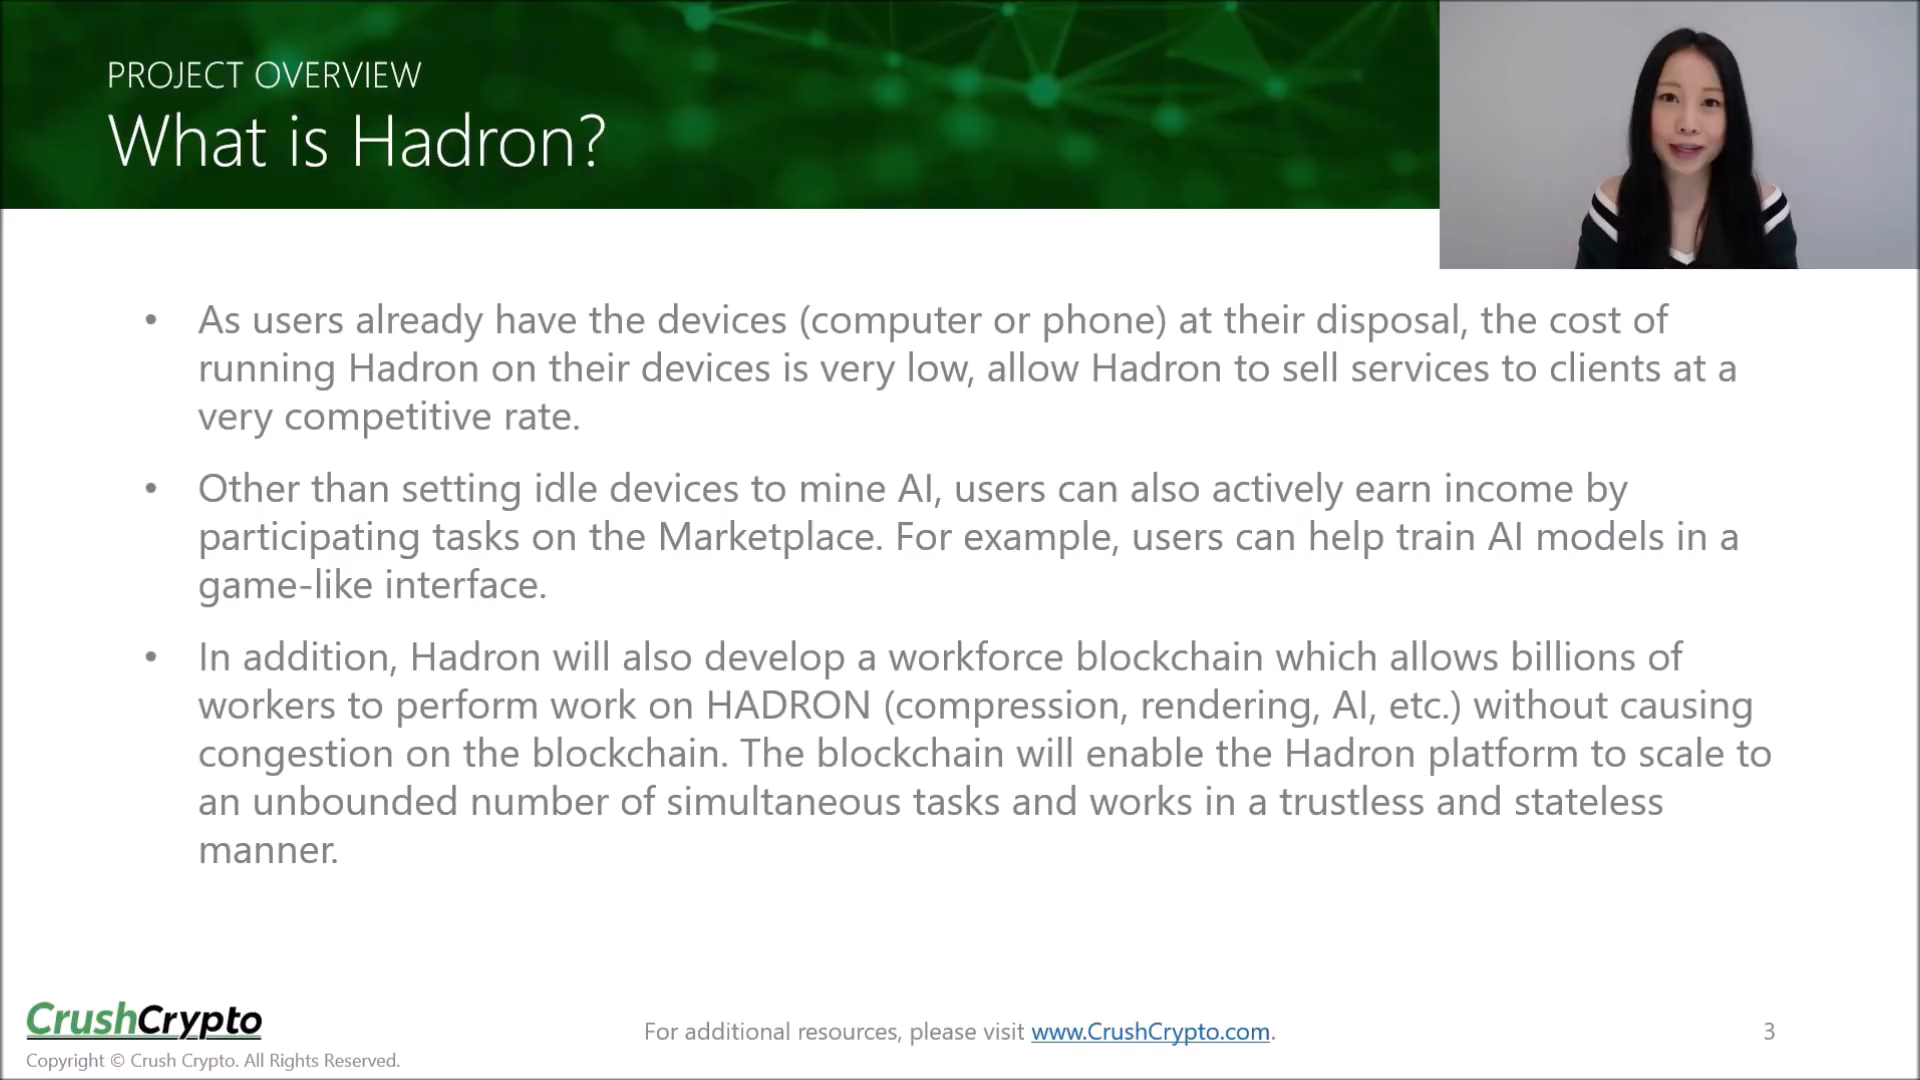 PROJECT OVERVIEW
What is Hadron?
• As users already have the devices (computer or phone) at their disposal, the cost of
running Hadron on their devices is very low, allow Hadron to sell services to clients at a
very competitive rate.
• Other than setting idle devices to mine AI, users can also actively earn income by
participating tasks on the Marketplace. For example, users can help train AI models in a
game-like interface.
• In addition, Hadron will also develop a workforce blockchain which allows billions of
workers to perform work on HADRON (compression, rendering, AI, etc.) without causing
congestion on the blockchain. The blockchain will enable the Hadron platform to scale to
an unbounded number of simultaneous tasks and works in a trustless and stateless
manner.
CrushCrypto
Copyright © Crush Crypto. All Rights Reserved.
For additional resources, please visit www.CrushCrypto.com.
3